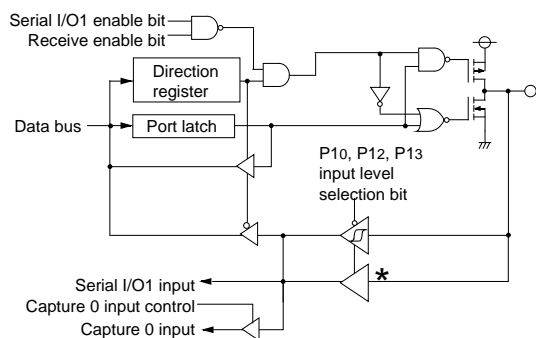 Serial I/O1 enable bit
Receive enable bit
Direction
register
Data bus
Port latch
P10, P12, P13
input level
selection bit
*
Serial I/O1 input
Capture 0 input control
Capture 0 input